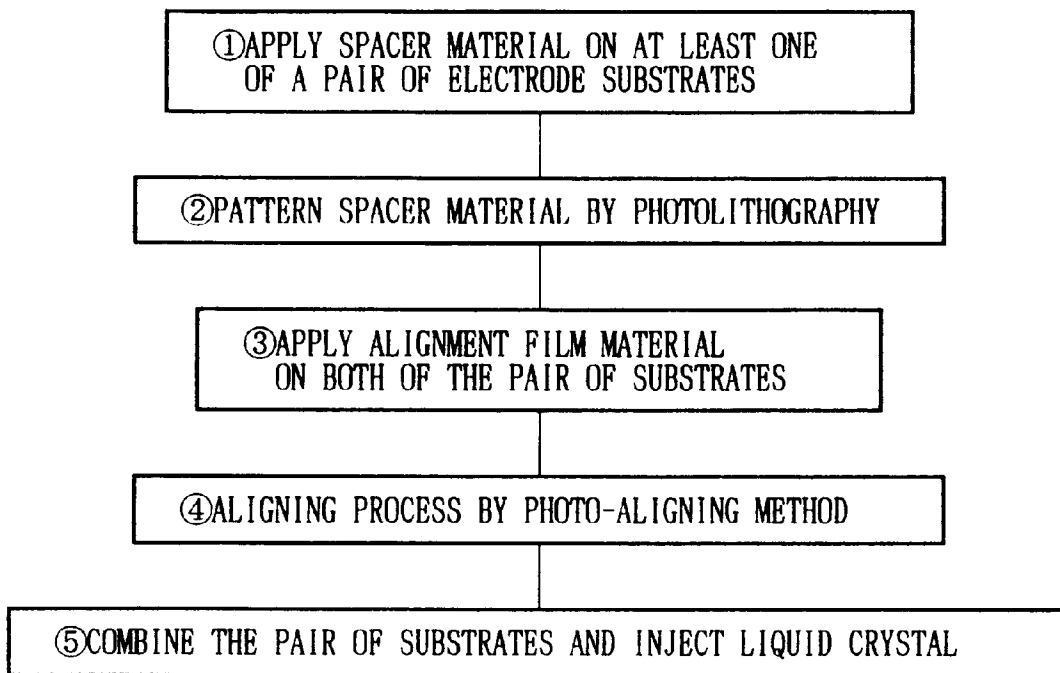 ①APPLY SPACER MATERIAL ON AT LEAST ONE
OF A PAIR OF ELECTRODE SUBSTRATES
②PATTERN SPACER MATERIAL BY PHOTOLITHOGRAPHY
③APPLY ALIGNMENT FILM MATERIAL
ON BOTH OF THE PAIR OF SUBSTRATES
④ALIGNING PROCESS BY PHOTO-ALIGNING METHOD
⑤COMBINE THE PAIR OF SUBSTRATES AND INJECT LIQUID CRYSTAL